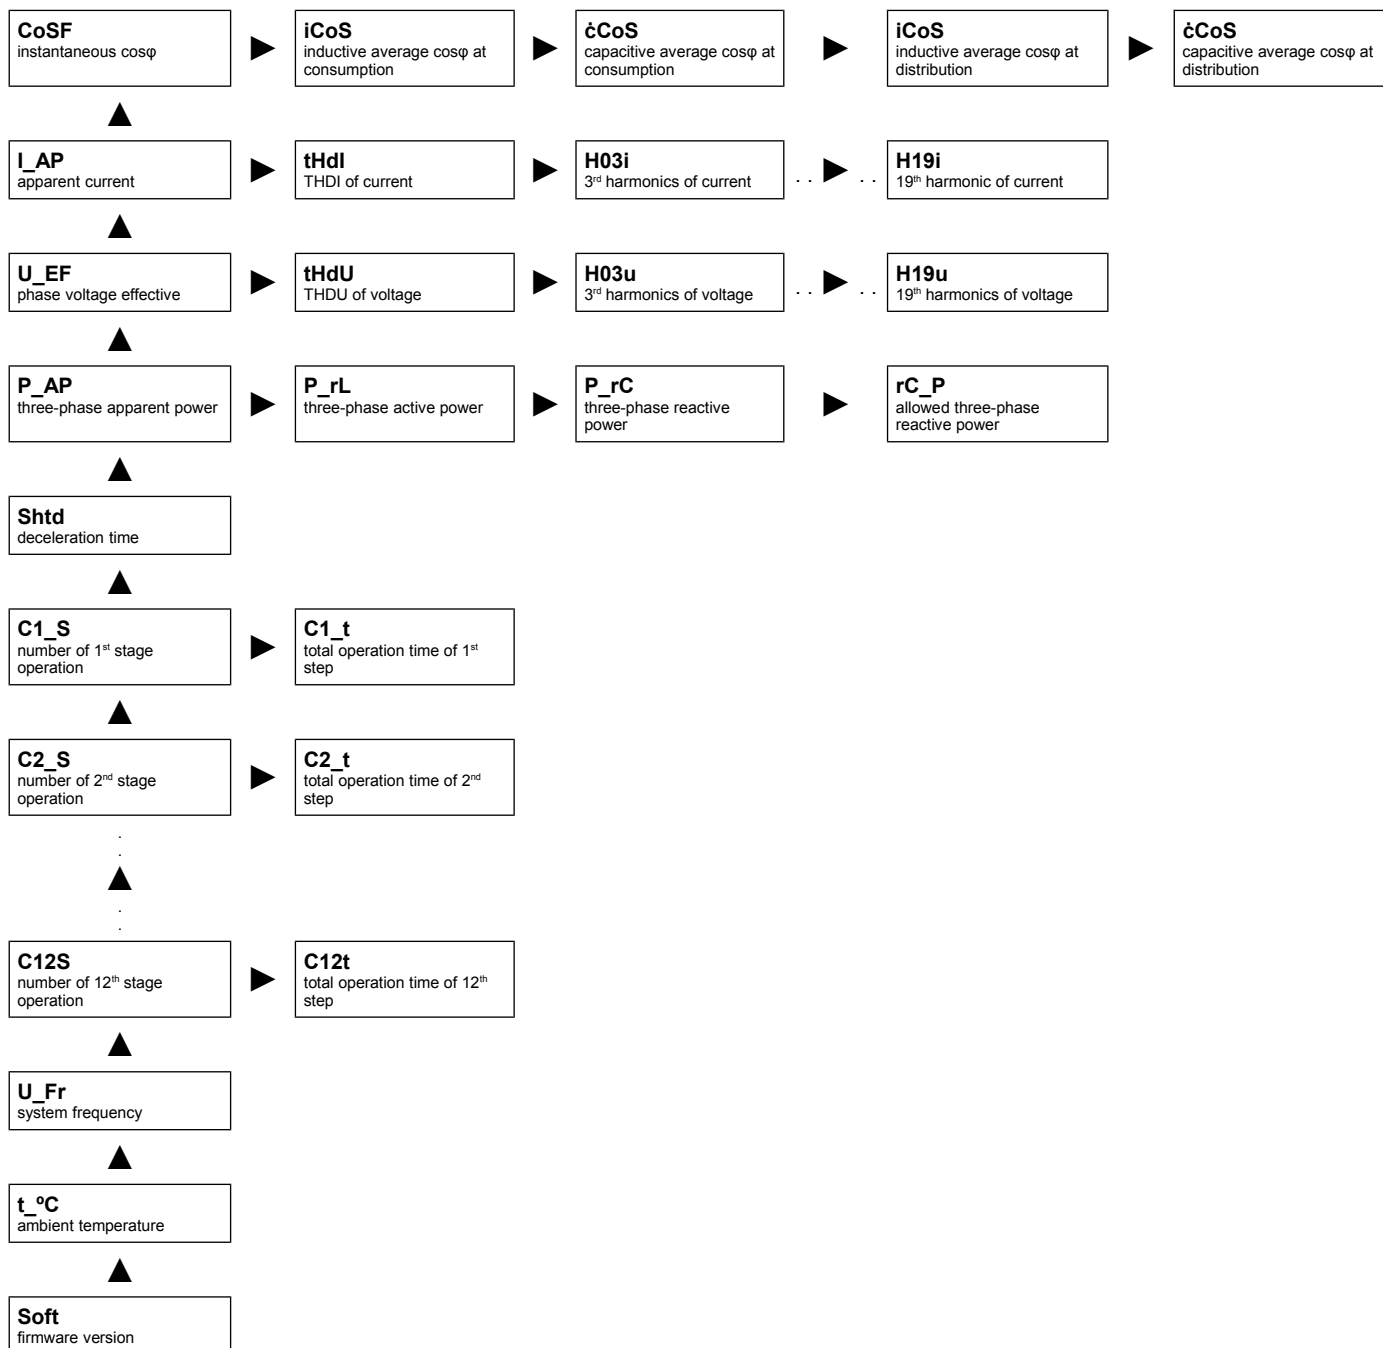 CoSF
instantaneous cosφ
iCoS
inductive average cosφ at
consumption
ċCoS
capacitive average cosφ at
consumption
iCoS
inductive average cosφ at
distribution
ċCoS
capacitive average cosφ at
distribution
I_AP
apparent current
tHdI
THDI of current
H03i
3rd harmonics of current
. .
. .
H19i
19th harmonic of current
U_EF
phase voltage effective
tHdU
THDU of voltage
H03u
3rd harmonics of voltage
. .
. .
H19u
19th harmonics of voltage
P_AP
three-phase apparent power
P_rL
three-phase active power
P_rC
three-phase reactive
power
rC_P
allowed three-phase
reactive power
Shtd
deceleration time
C1_S
number of 1st stage
operation
C1_t
total operation time of 1st
step
C2_S
number of 2nd stage
operation
C2_t
total operation time of 2nd
step
.
.
.
.
C12S
number of 12th stage
operation
C12t
total operation time of 12th
step
U_Fr
system frequency
t_ºC
ambient temperature
Soft
firmware version